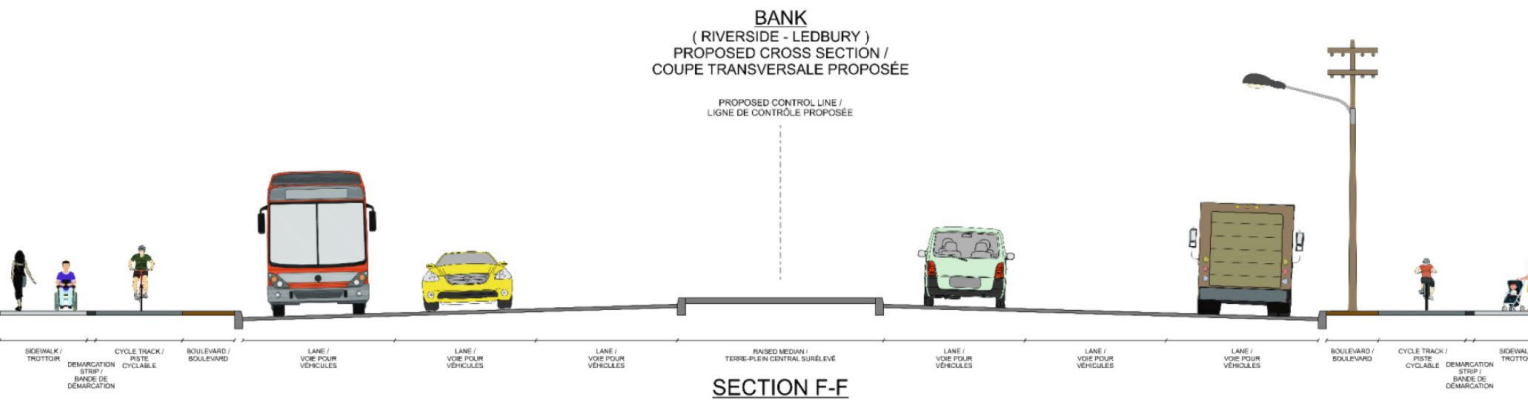 BANK
( RIVERSIDE - LEDBURY )
PROPOSED CROSS SECTION /
COUPE TRANSVERSALE PROPOSÉE
PROPOSED CONTROL LINE /
LIGNE DE CONTRÔLE PROPOSÉE
SIDEWALK /
TROTTOIR
DEMARCATION
STRIP /
BANDE DE
DÉMARCATION
CYCLE TRACK /
PISTE
CYCLABLE
BOULEVARD /
BOULEVARD
LANE /
VOIE POUR
VÉHICULES
LANE /
VOIE POUR
VÉHICULES
LANE /
VOIE POUR
VÉHICULES
RAISED MEDIAN /
TERRE-PLEIN CENTRAL SURÉLEVÉ
LANE /
VOIE POUR
VÉHICULES
LANE /
VOIE POUR
VÉHICULES
LANE /
VOIE POUR
VÉHICULES
BOULEVARD /
BOULEVARD
CYCLE TRACK /
PISTE
CYCLABLE
DEMARCATION
STRIP /
BANDE DE
DÉMARCATION
SIDEWAL
TROTTO
SECTION F-F